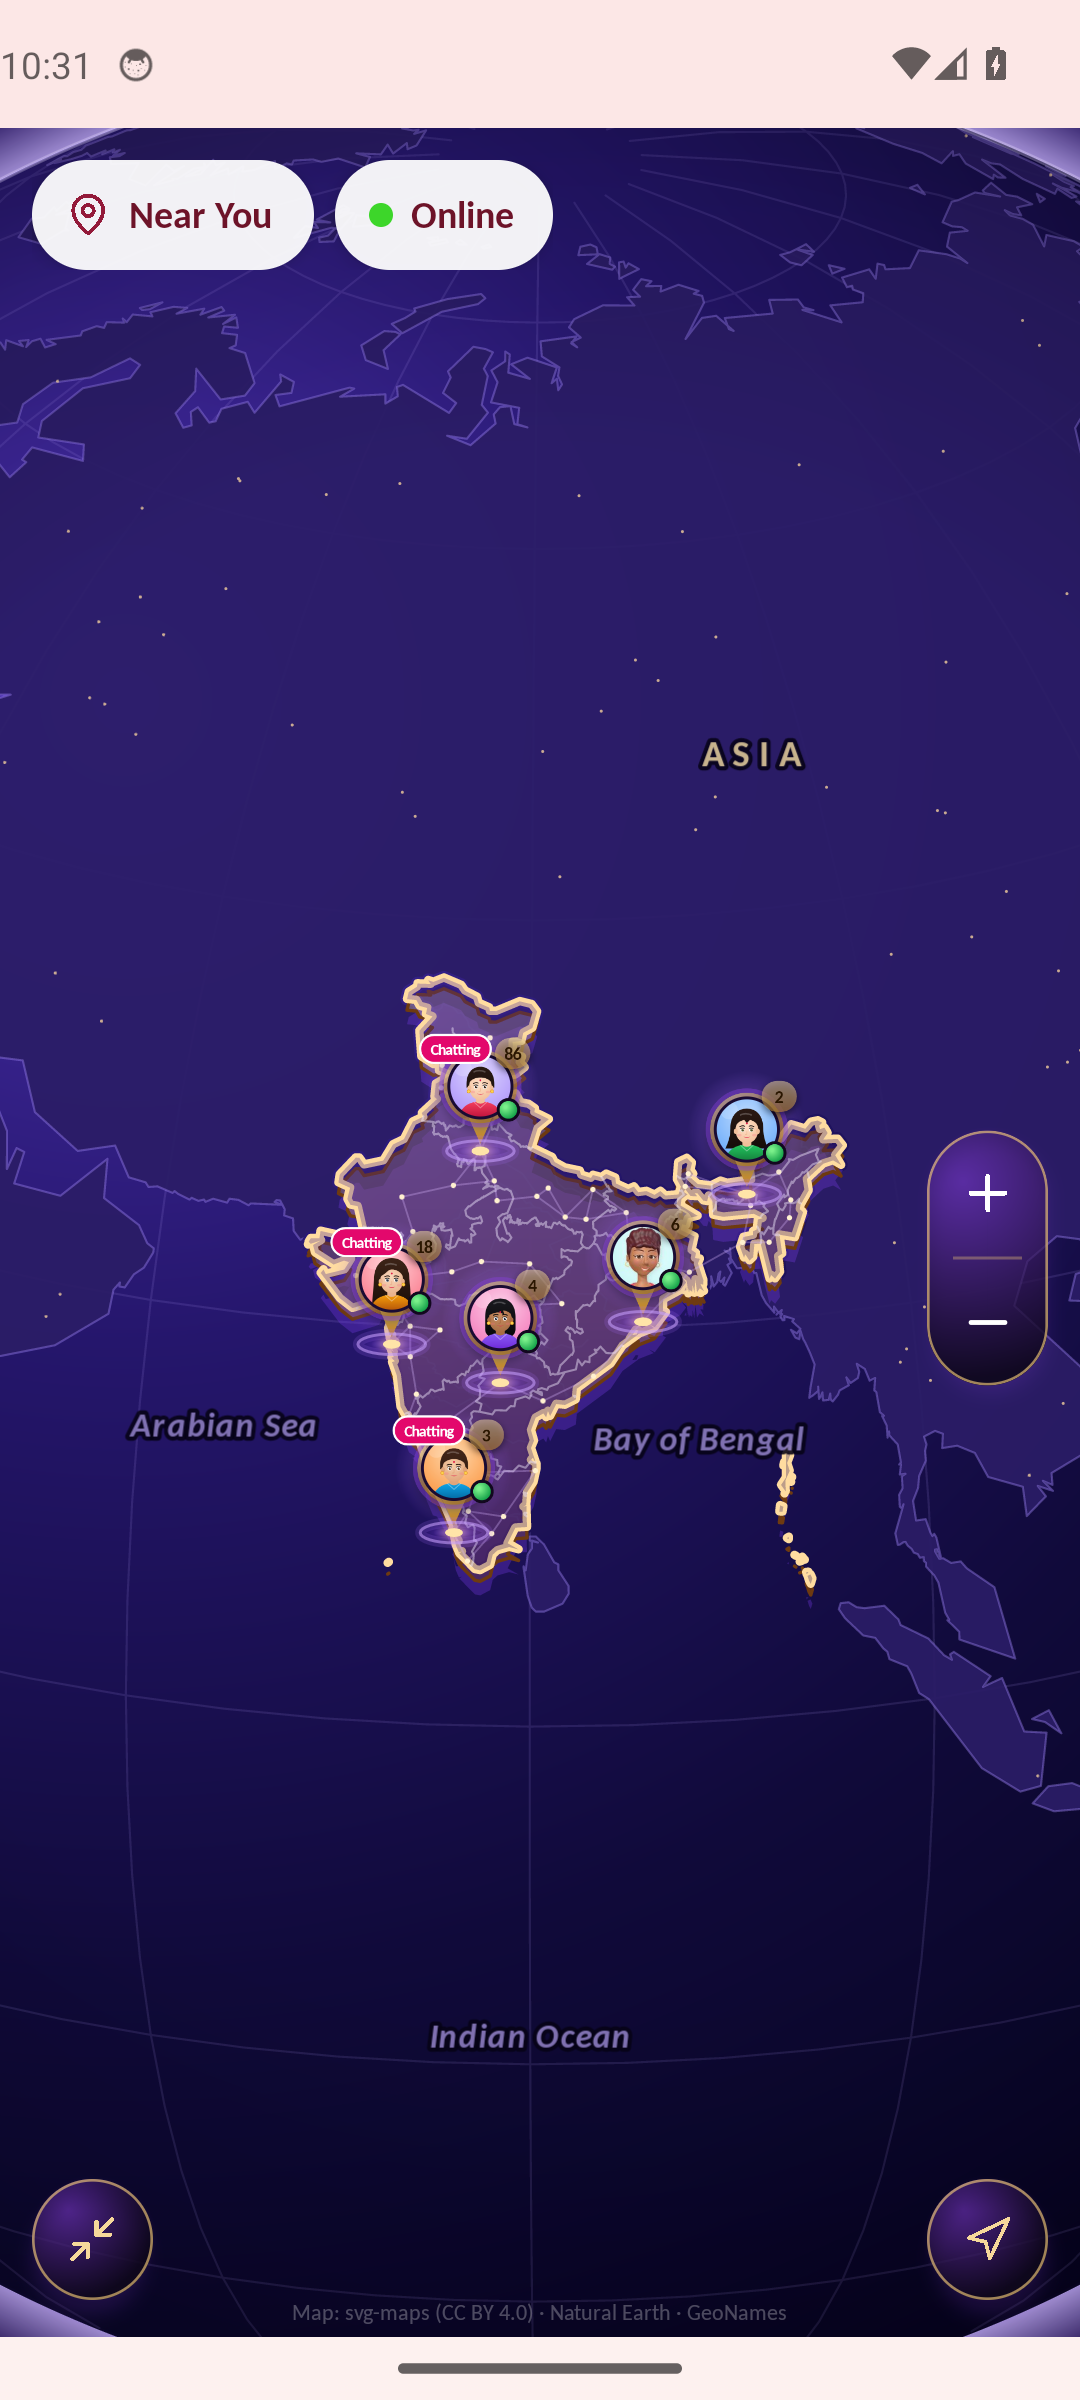 10:31
Near You
Online
ASIA
Chatting
86
2
Chatting
18
6
4
Chatting
3
Arabian Sea
Bay of Bengal
Indian Ocean
Map: svg-maps (CC BY 4.0) · Natural Earth · GeoNames